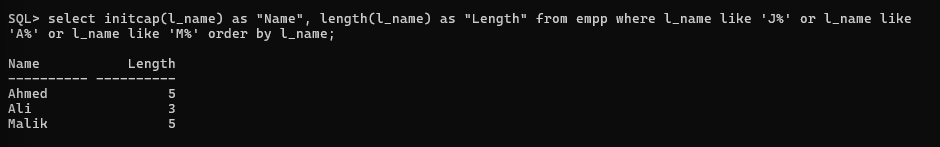 SQL> select initcap(l_name) as "Name", length(l_name) as "Length" from empp where l_name like 'J%' or l_name like
'A%' or l_name like 'M%' order by l_name;
Name           Length
---------- ----------
Ahmed               5
Ali                 3
Malik               5